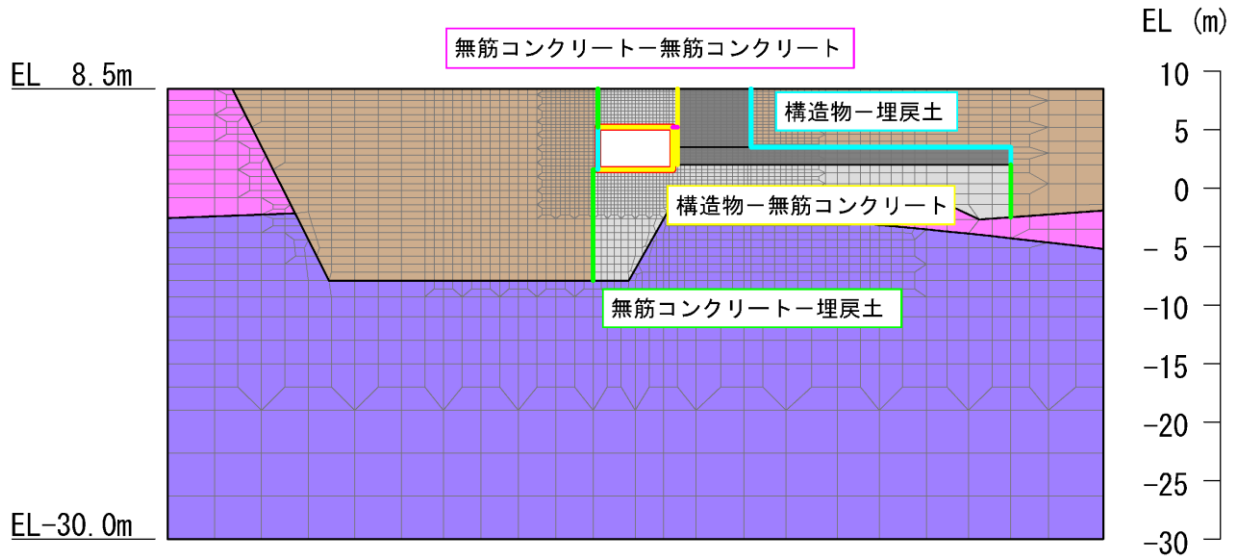 EL (m)
無筋コンクリートー無筋コンクリート
EL 8.5m
10
構造物ー埋戻土
5
0
構造物ー無筋コンクリート
- 5
無筋コンクリートー埋戻土
-10
-15
-20
-25
EL-30.0m
-30